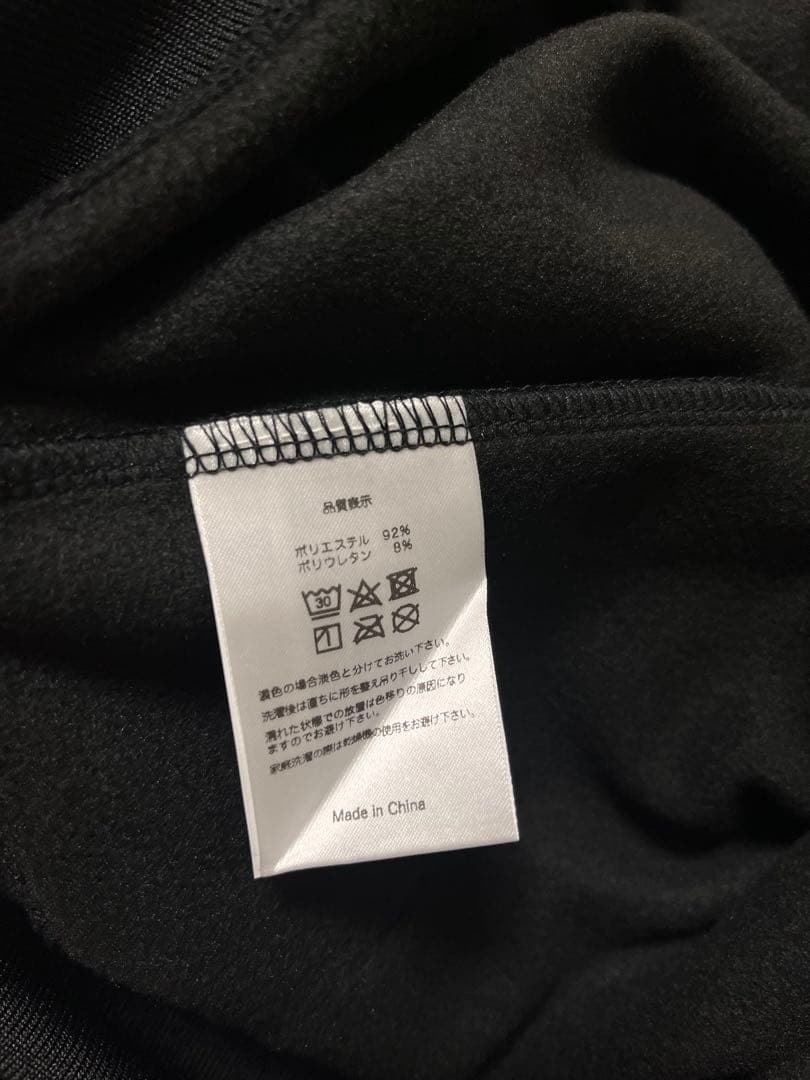 品質表示
ポリエステル 92%
ポリウレタン 8%
30
濃色の場合淡色と分けてお洗い下さい。
洗濯後は直ちに形を整え吊り干しして下さい。
濡れた状態での放置は色移りの原因になり
ますのでお避け下さい。
家庭洗濯の際は乾燥機の使用をお避け下さい。
Made in China